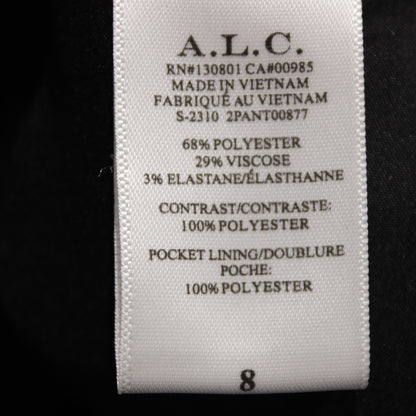 A.L.C.
RN#130801 CA#00985
MADE IN VIETNAM
FABRIQUÉ AU VIETNAM
S-2310 2PANT00877
68% POLYESTER
29% VISCOSE
3% ELASTANE/ÉLASTHANNE
CONTRAST/CONTRASTE:
100% POLYESTER
POCKET LINING/DOUBLURE
POCHE:
100% POLYESTER
8